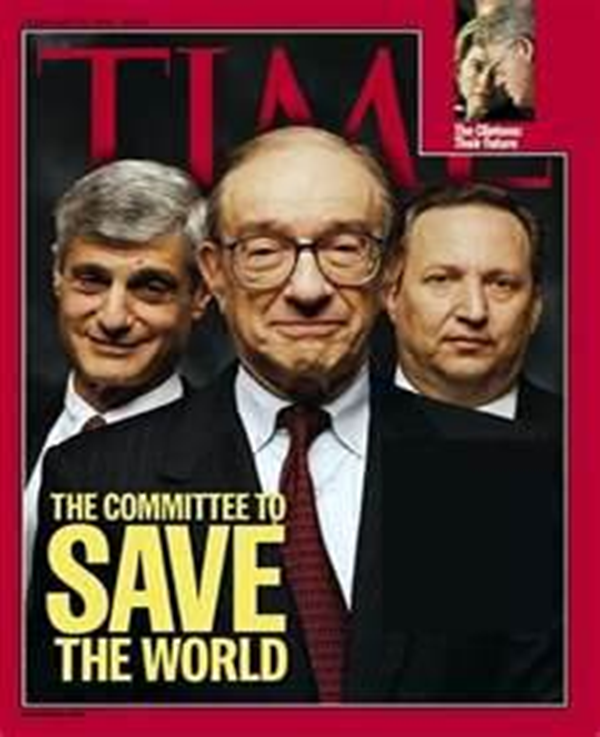 TIME
The Clintons:
Their Future
THE COMMITTEE TO
SAVE
THE WORLD